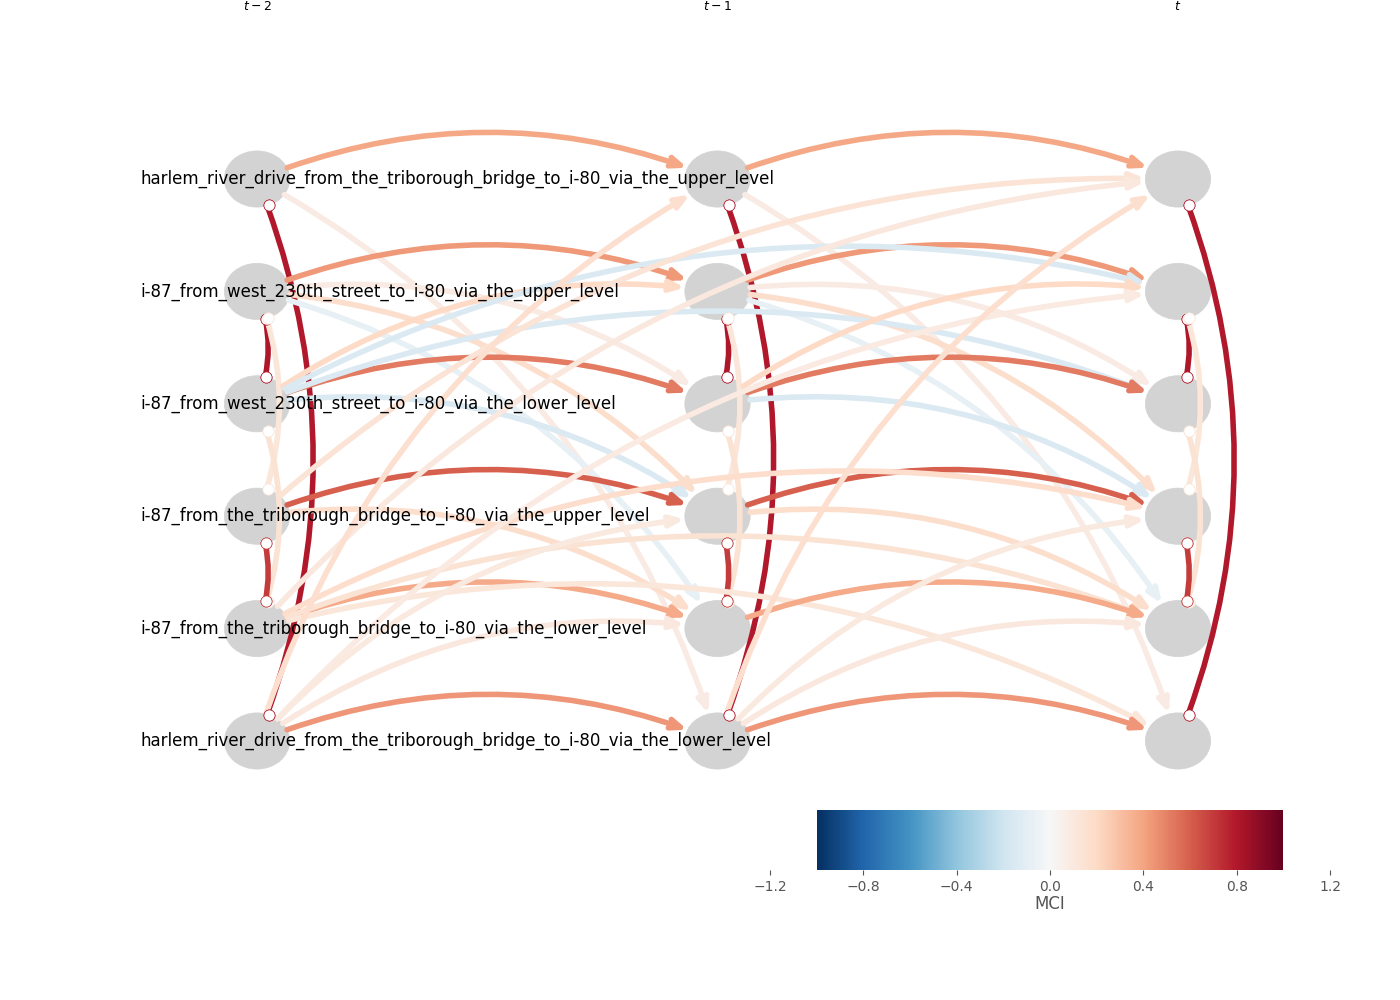 t − 2 t − 1 t
harlem_river_drive_from_the_triborough_bridge_to_i-80_via_the_upper_level
i-87_from_west_230th_street_to_i-80_via_the_upper_level
i-87_from_west_230th_street_to_i-80_via_the_lower_level
i-87_from_the_triborough_bridge_to_i-80_via_the_upper_level
i-87_from_the_triborough_bridge_to_i-80_via_the_lower_level
harlem_river_drive_from_the_triborough_bridge_to_i-80_via_the_lower_level
−1.2 −0.8 −0.4 0.0 0.4 0.8 1.2
MCI